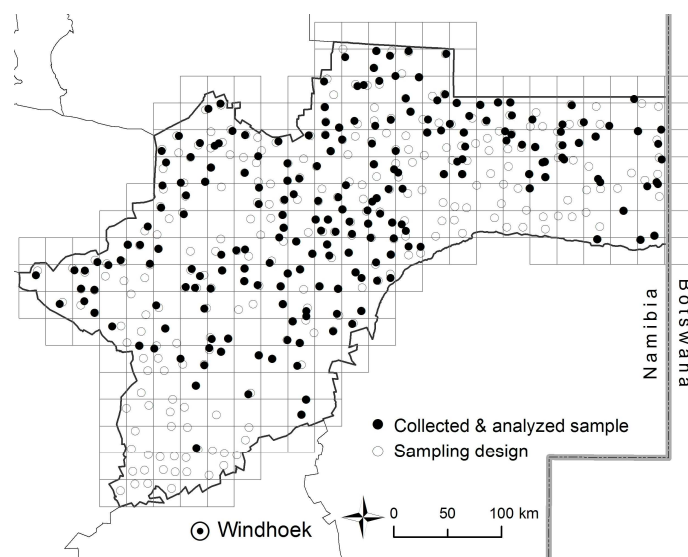 Namibia
Botswana
Collected & analyzed sample
Sampling design
Windhoek
0 50 100 km